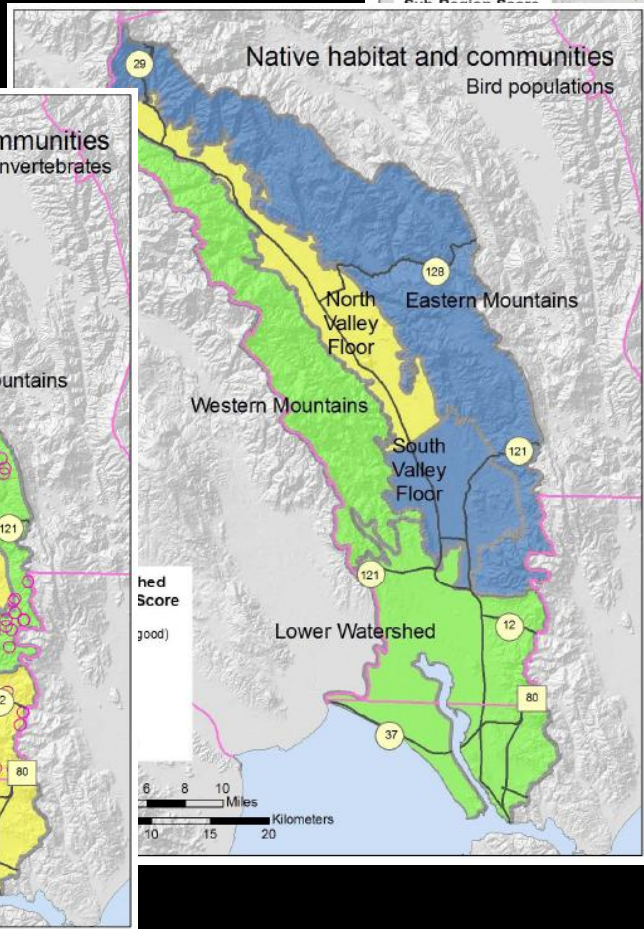 Native habitat and communities
Bird populations
29
128
North
Valley
Floor
Eastern Mountains
Western Mountains
South
Valley
Floor
121
121
Lower Watershed
12
80
37
hed
Score
good)
6 8 10
Miles
Kilometers
10 15 20
mmunities
nvertebrates
untains
121
2
80